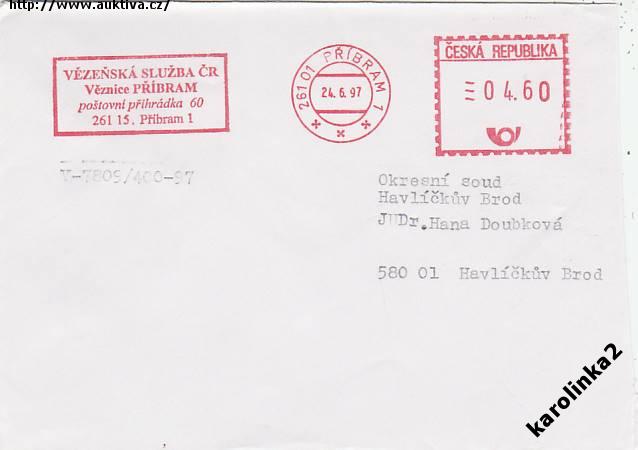 http://www.auktiva.cz/
VĚZEŇSKÁ SLUŽBA ČR
Věznice PŘÍBRAM
poštovní přihrádka 60
261 15, Příbram 1
261 01 PŘÍBRAM 1
24. 6. 97
ČESKÁ REPUBLIKA
04.60
V-7809/400-97
Okresní soud
Havlíčkův Brod
JUDr.Hana Doubková
580 01 Havlíčkův Brod
karolinka2